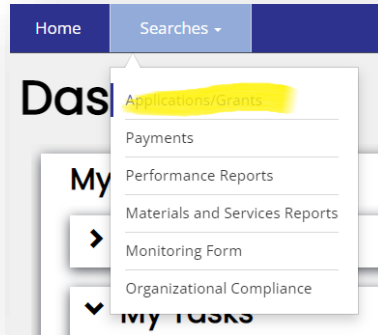 Home
Searches
Das
Applications/Grants
Payments
My
Performance Reports
Materials and Services Reports
Monitoring Form
Organizational Compliance
My Tasks